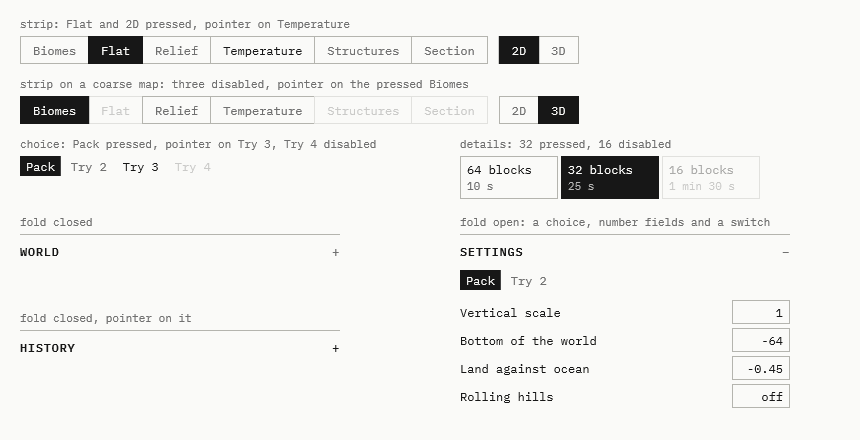 strip: Flat and 2D pressed, pointer on Temperature
Biomes Flat Relief Temperature Structures Section 2D 3D
strip on a coarse map: three disabled, pointer on the pressed Biomes
Biomes Flat Relief Temperature Structures Section 2D 3D
choice: Pack pressed, pointer on Try 3, Try 4 disabled
Pack Try 2 Try 3 Try 4
details: 32 pressed, 16 disabled
64 blocks 32 blocks 16 blocks
10 s 25 s 1 min 30 s
fold closed
WORLD +
fold closed, pointer on it
HISTORY +
fold open: a choice, number fields and a switch
SETTINGS −
Pack Try 2
Vertical scale 1
Bottom of the world -64
Land against ocean -0.45
Rolling hills off